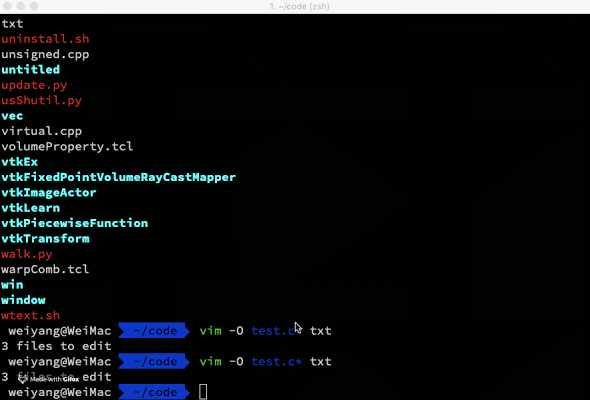 1. ~/code (zsh)
txt
uninstall.sh
unsigned.cpp
untitled
update.py
usShutil.py
vec
virtual.cpp
volumeProperty.tcl
vtkEx
vtkFixedPointVolumeRayCastMapper
vtkImageActor
vtkLearn
vtkPiecewiseFunction
vtkTransform
walk.py
warpComb.tcl
win
window
wtext.sh
weiyang@WeiMac ~/code vim -O test.c* txt
3 files to edit
weiyang@WeiMac ~/code vim -O test.c* txt
3 files to edit
Made with Gifox
weiyang@WeiMac ~/code